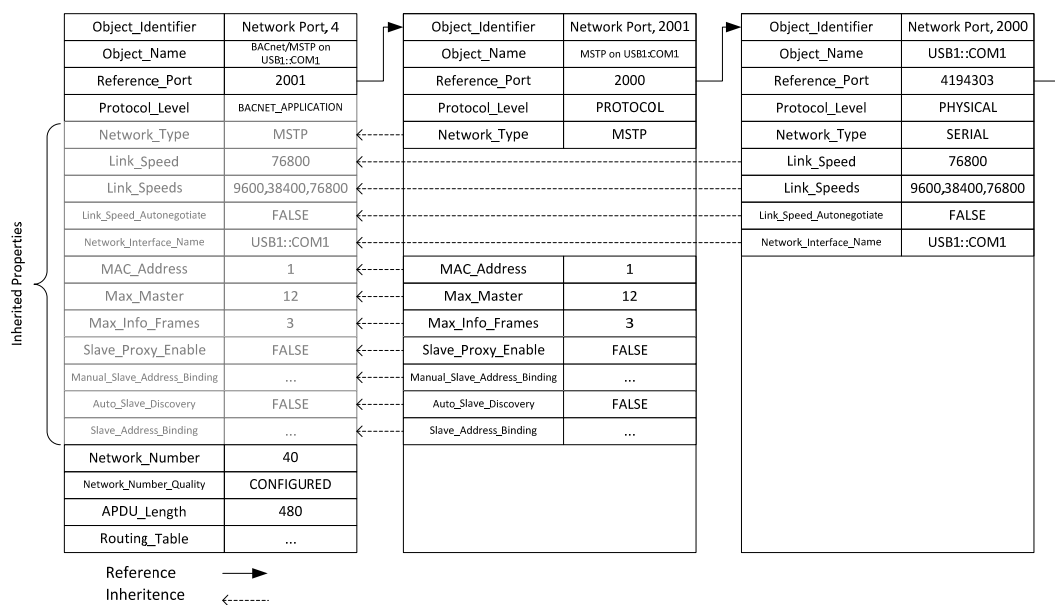 Object_Identifier Network Port, 4 Object_Identifier Network Port, 2001 Object_Identifier Network Port, 2000
Object_Name BACnet/MSTP on USB1::COM1 Object_Name MSTP on USB1:COM1 Object_Name USB1::COM1
Reference_Port 2001 Reference_Port 2000 Reference_Port 4194303
Protocol_Level BACNET_APPLICATION Protocol_Level PROTOCOL Protocol_Level PHYSICAL
Network_Type MSTP Network_Type MSTP Network_Type SERIAL
Link_Speed 76800 Link_Speed 76800
Link_Speeds 9600,38400,76800 Link_Speeds 9600,38400,76800
Link_Speed_Autonegotiate FALSE Link_Speed_Autonegotiate FALSE
Network_Interface_Name USB1::COM1 Network_Interface_Name USB1::COM1
Inherited Properties
MAC_Address 1 MAC_Address 1
Max_Master 12 Max_Master 12
Max_Info_Frames 3 Max_Info_Frames 3
Slave_Proxy_Enable FALSE Slave_Proxy_Enable FALSE
Manual_Slave_Address_Binding ... Manual_Slave_Address_Binding ...
Auto_Slave_Discovery FALSE Auto_Slave_Discovery FALSE
Slave_Address_Binding ... Slave_Address_Binding ...
Network_Number 40
Network_Number_Quality CONFIGURED
APDU_Length 480
Routing_Table ...
Reference
Inheritence